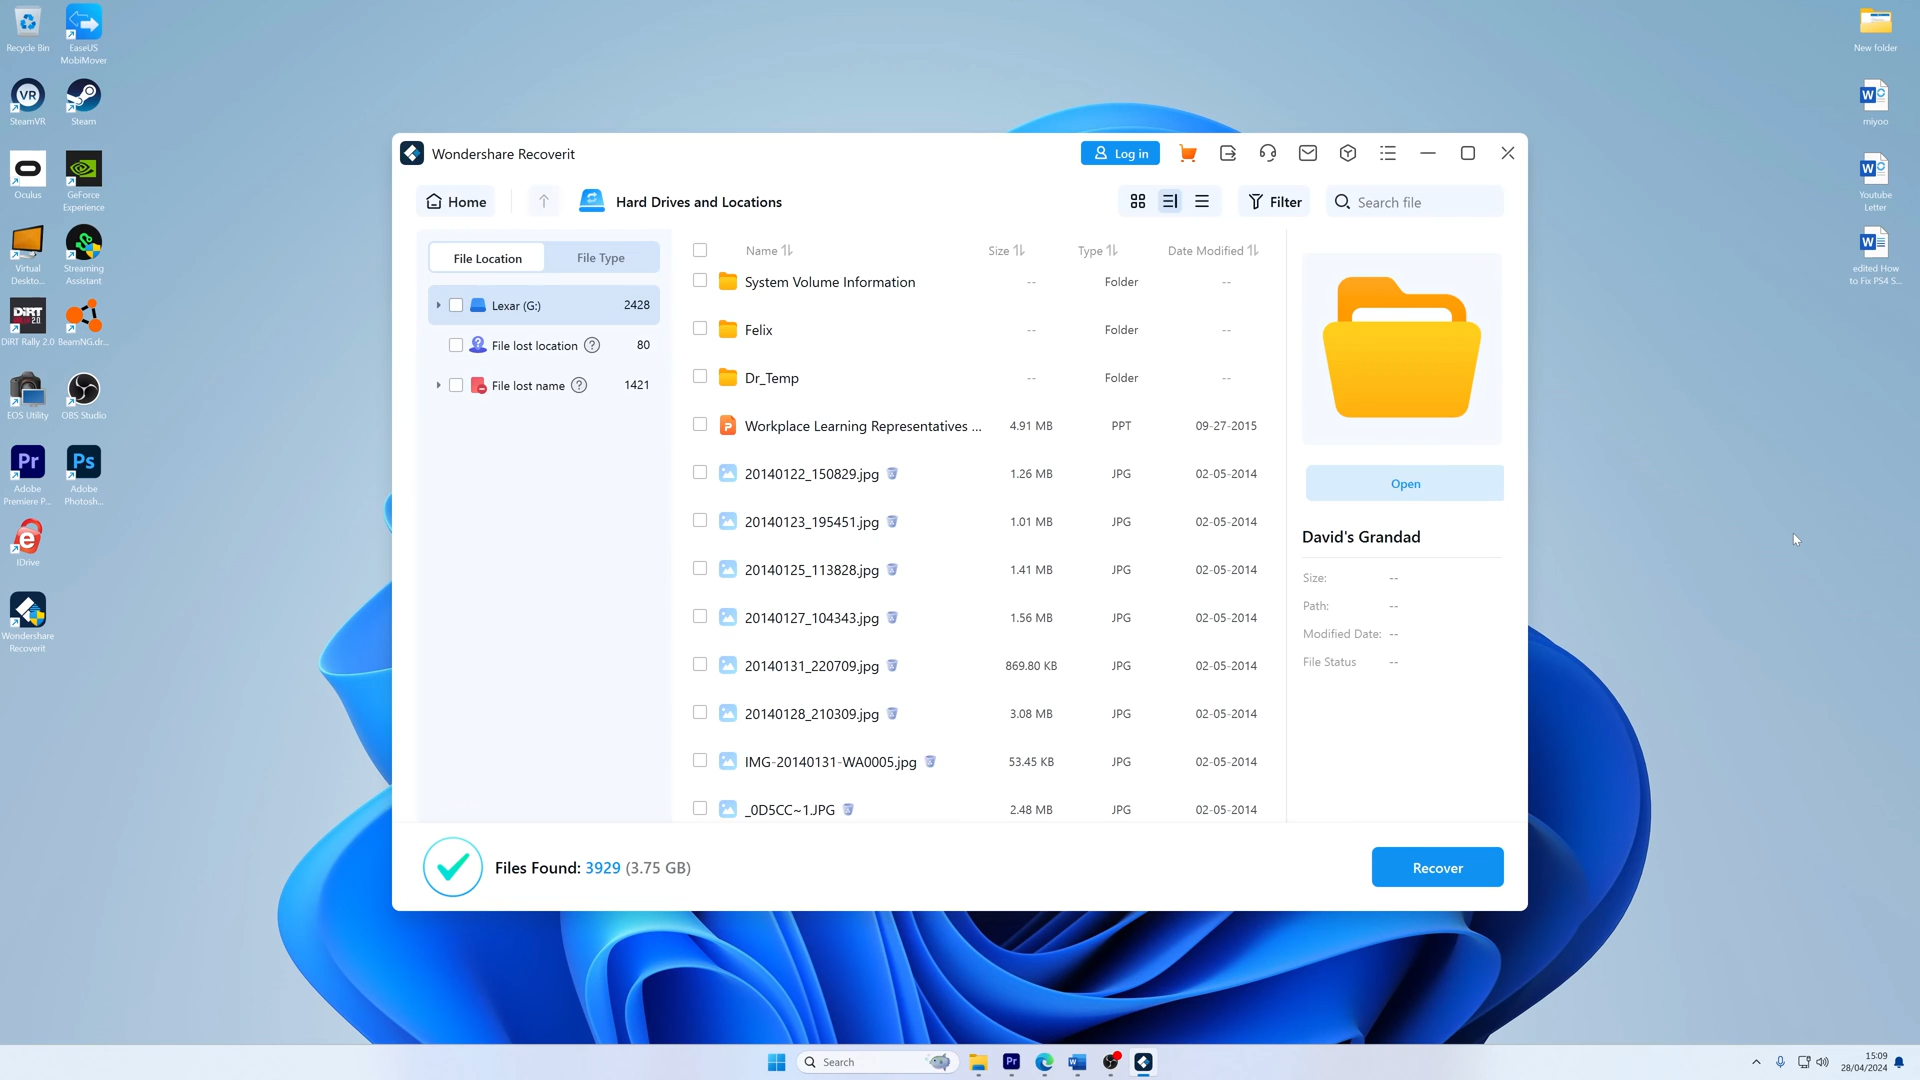 Recycle Bin
EaseUS
MobiMover
SteamVR
Steam
Oculus
GeForce
Experience
Virtual
Deskto...
Streaming
Assistant
DiRT Rally 2.0
BeamNG.dr...
EOS Utility
OBS Studio
Adobe
Premiere P...
Adobe
Photosh...
IDrive
Wondershare
Recoverit
New folder
miyoo
Youtube
Letter
edited How
to Fix PS4 S...
Wondershare Recoverit
Log in
Home
Hard Drives and Locations
Filter
Search file
File Location
File Type
Lexar (G:) 2428
File lost location ? 80
File lost name ? 1421
Name Size Type Date Modified
System Volume Information -- Folder --
Felix -- Folder --
Dr_Temp -- Folder --
Workplace Learning Representatives ... 4.91 MB PPT 09-27-2015
20140122_150829.jpg 1.26 MB JPG 02-05-2014
20140123_195451.jpg 1.01 MB JPG 02-05-2014
20140125_113828.jpg 1.41 MB JPG 02-05-2014
20140127_104343.jpg 1.56 MB JPG 02-05-2014
20140131_220709.jpg 869.80 KB JPG 02-05-2014
20140128_210309.jpg 3.08 MB JPG 02-05-2014
IMG-20140131-WA0005.jpg 53.45 KB JPG 02-05-2014
_0D5CC~1.JPG 2.48 MB JPG 02-05-2014
Open
David's Grandad
Size: --
Path: --
Modified Date: --
File Status --
Files Found: 3929 (3.75 GB)
Recover
Search
15:09
28/04/2024